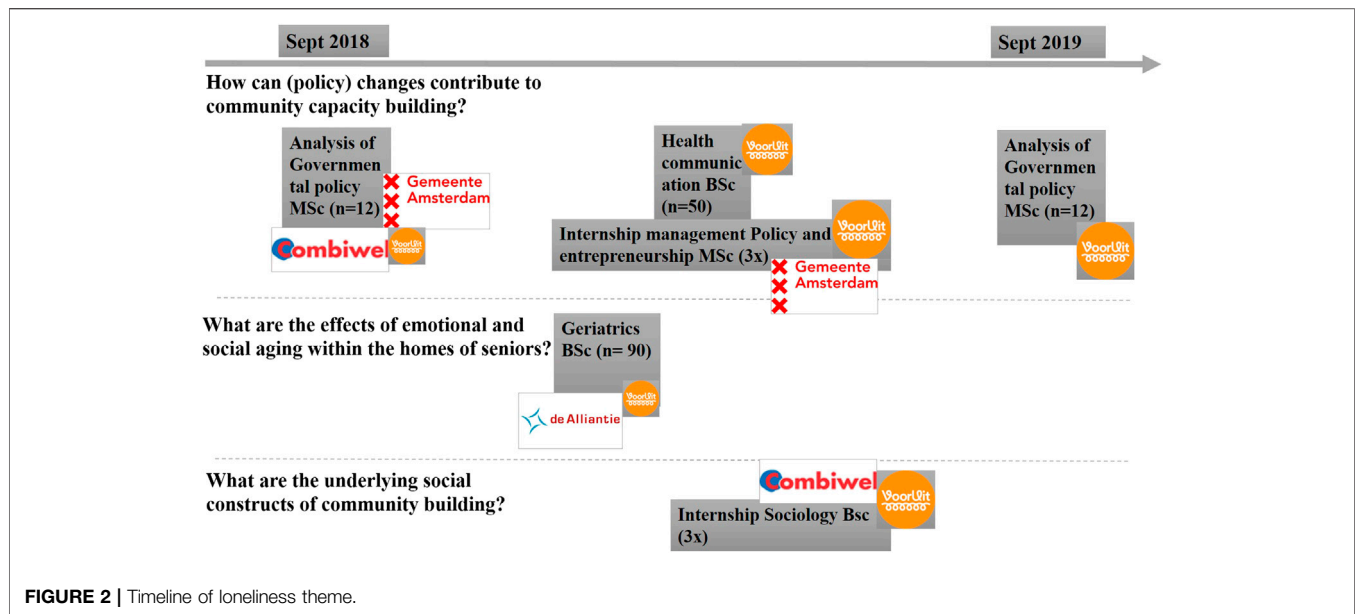 Sept 2018
Sept 2019
How can (policy) changes contribute to
community capacity building?
Analysis of
Governmen
tal policy
MSc (n=12)
Gemeente
Amsterdam
Combiwel
VoorUit
Health
communic
ation BSc
(n=50)
VoorUit
Internship management Policy and
entrepreneurship MSc (3x)
VoorUit
Gemeente
Amsterdam
Analysis of
Governmen
tal policy
MSc (n=12)
VoorUit
What are the effects of emotional and
social aging within the homes of seniors?
Geriatrics
BSc (n= 90)
VoorUit
de Alliantie
What are the underlying social
constructs of community building?
Combiwel
VoorUit
Internship Sociology Bsc
(3x)
FIGURE 2 | Timeline of loneliness theme.